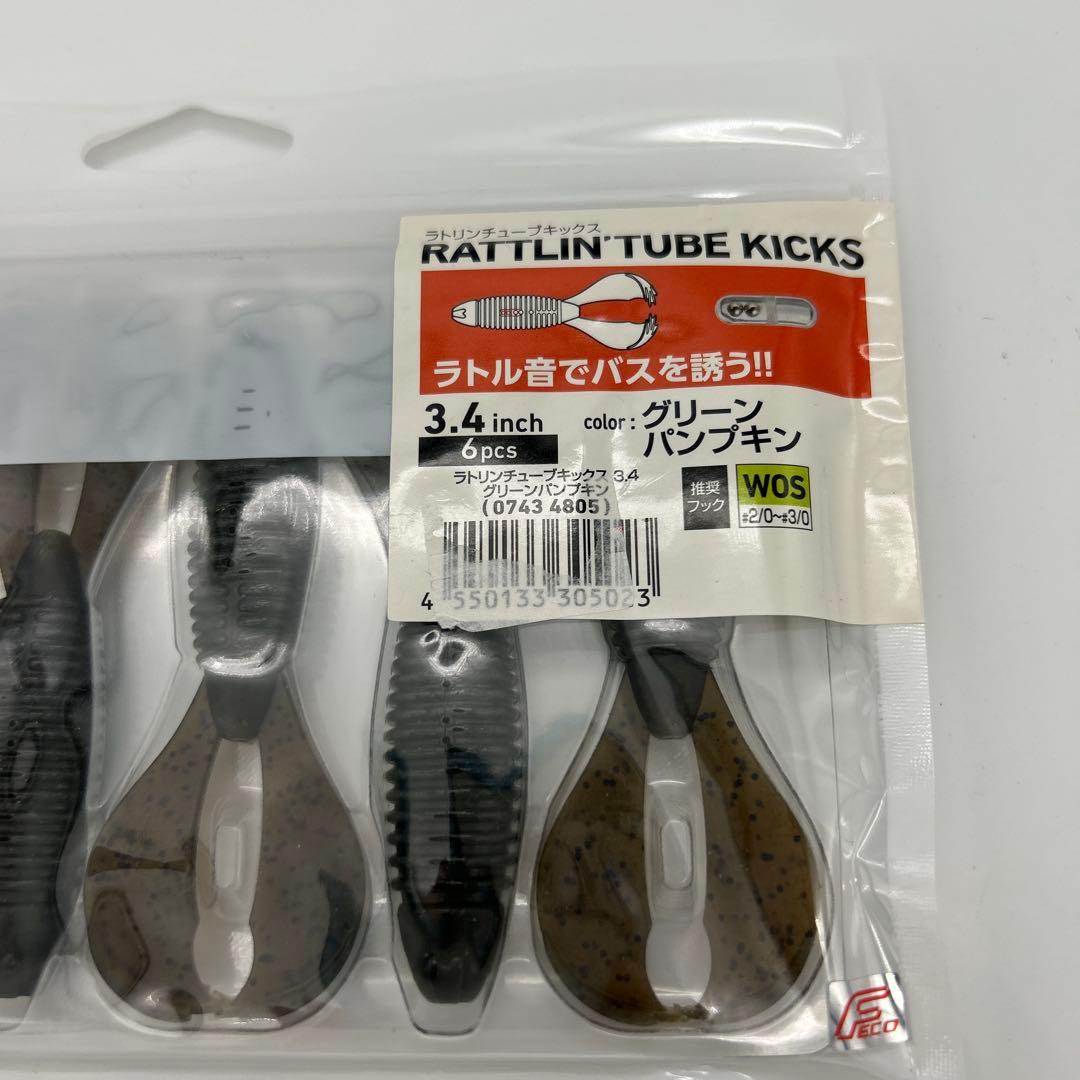 ラトリンチューブキックス
RATTLIN' TUBE KICKS
ラトル音でバスを誘う!!
3.4 inch
6pcs
color: グリーン
パンプキン
ラトリンチューブキックス 3.4
グリーンパンプキン
(0743 4805)
推奨
フック
WOS
#2/0~#3/0
4 550133 305023
FS
ECO